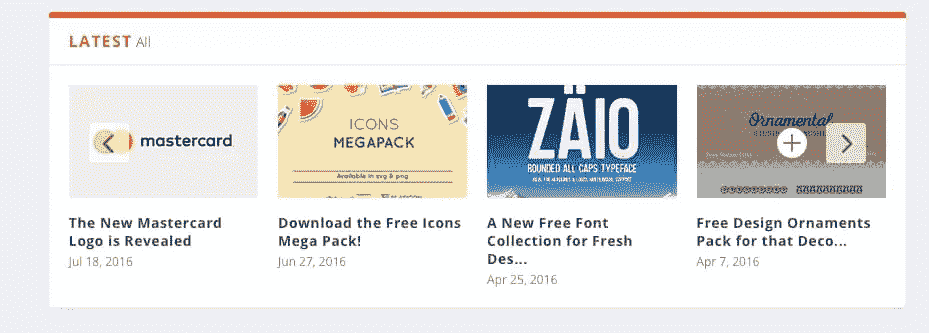 LATEST All
mastercard
ICONS
MEGAPACK
Available in svg & png
ZÄIO
ROUNDED ALL CAPS TYPEFACE
Ornamental
The New Mastercard
Logo is Revealed
Jul 18, 2016
Download the Free Icons
Mega Pack!
Jun 27, 2016
A New Free Font
Collection for Fresh
Des...
Apr 25, 2016
Free Design Ornaments
Pack for that Deco...
Apr 7, 2016